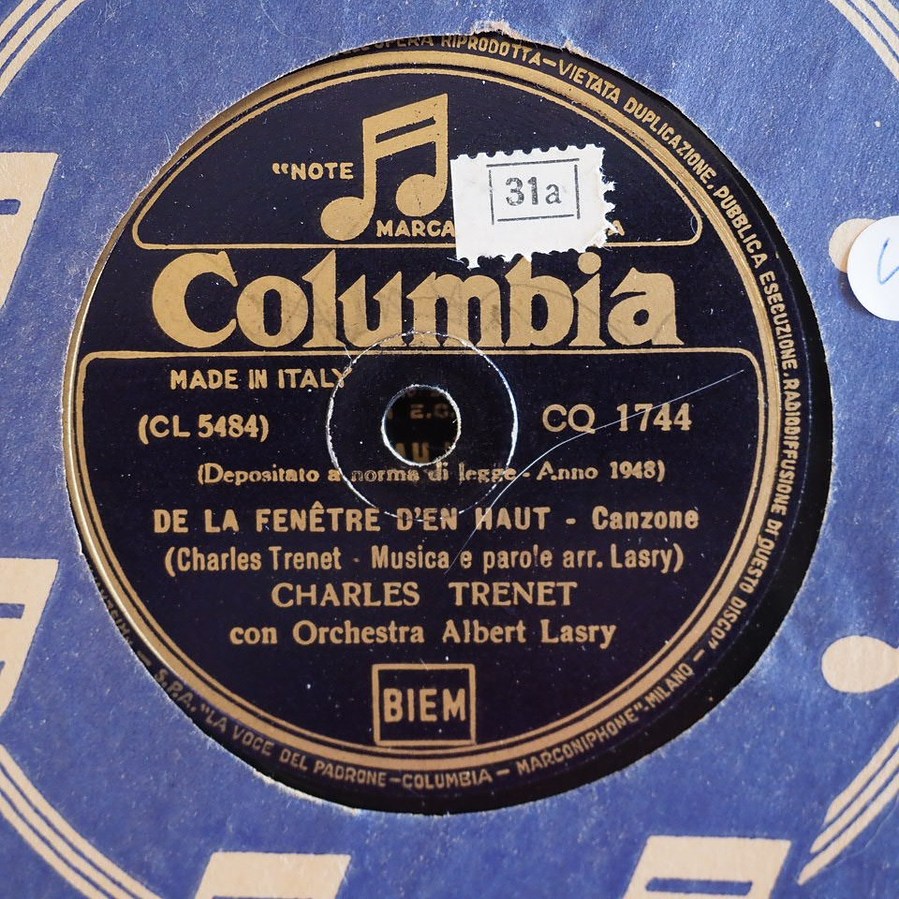 OPERA RIPRODOTTA—VIETATA DUPLICAZIONE, PUBBLICA ESECUZIONE, RADIODIFFUSIONE DI QUESTO DISCO"
"NOTE
31a
MARCA
Columbia
MADE IN ITALY
(CL 5484)
CQ 1744
(Depositato a norma di legge - Anno 1948)
DE LA FENÊTRE D'EN HAUT - Canzone
(Charles Trenet - Musica e parole arr. Lasry)
CHARLES TRENET
con Orchestra Albert Lasry
BIEM
S.P.A. "LA VOCE DEL PADRONE—COLUMBIA — MARCONIPHONE". MILANO